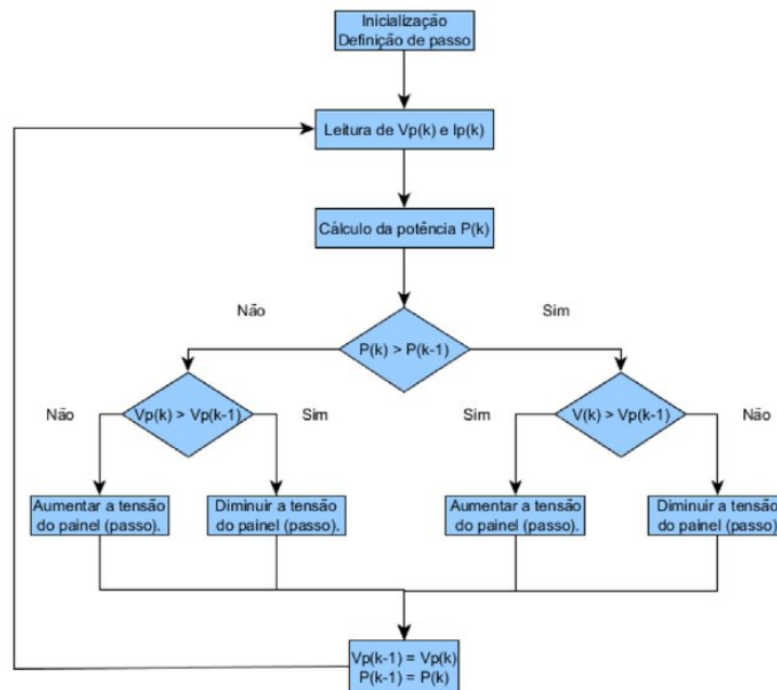 Inicialização
Definição de passo
Leitura de Vp(k) e Ip(k)
Cálculo da potência P(k)
Não
Sim
P(k) > P(k-1)
Não
Vp(k) > Vp(k-1)
Sim
Sim
V(k) > Vp(k-1)
Não
Aumentar a tensão
do painel (passo).
Diminuir a tensão
do painel (passo).
Aumentar a tensão
do painel (passo).
Diminuir a tensão
do painel (passo)
Vp(k-1) = Vp(k)
P(k-1) = P(k)